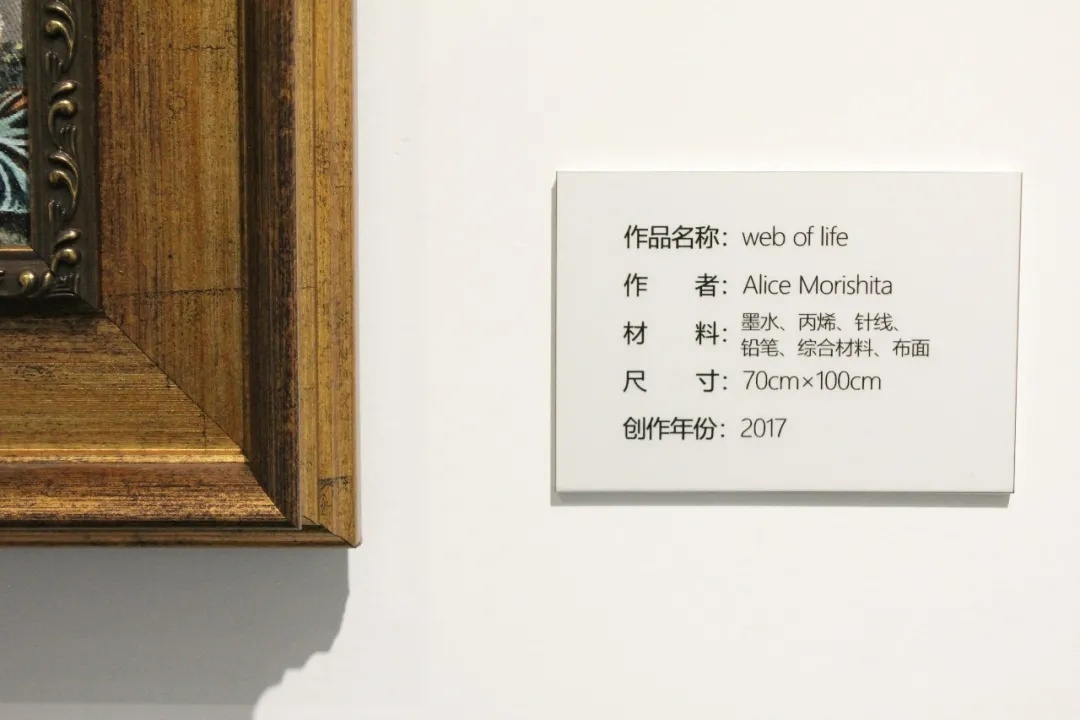 作品名称：web of life
作　　者：Alice Morishita
材　　料：墨水、丙烯、针线、
铅笔、综合材料、布面
尺　　寸：70cm×100cm
创作年份：2017